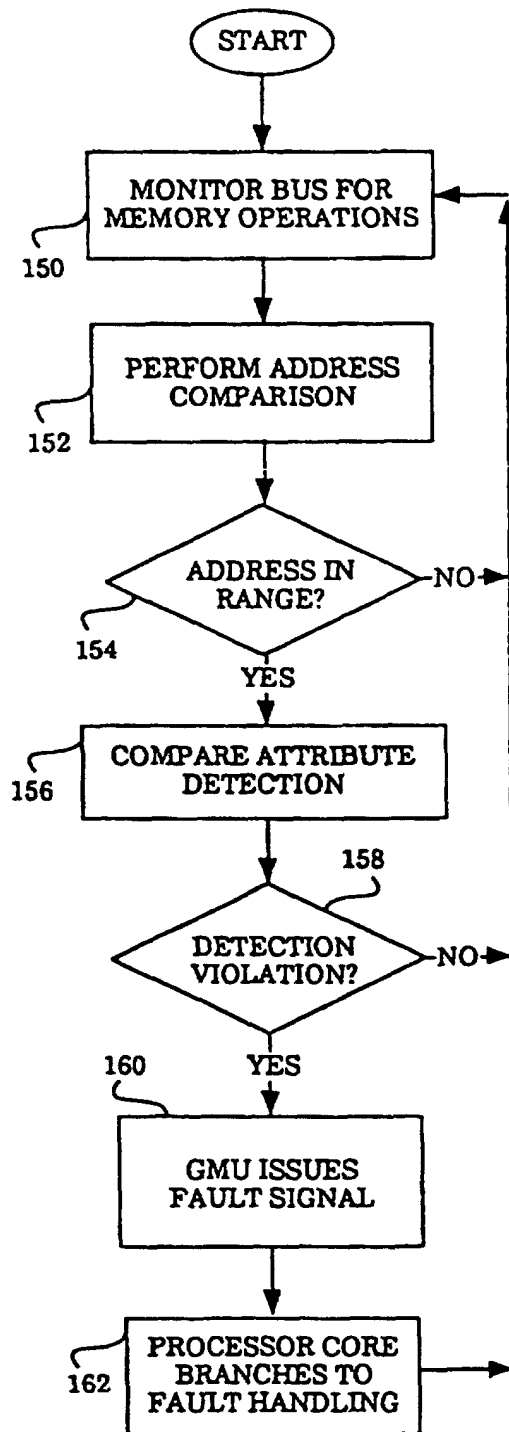 START
MONITOR BUS FOR
MEMORY OPERATIONS
150
PERFORM ADDRESS
COMPARISON
152
ADDRESS IN
RANGE?
NO
154
YES
COMPARE ATTRIBUTE
DETECTION
156
158
DETECTION
VIOLATION?
NO
YES
160
GMU ISSUES
FAULT SIGNAL
PROCESSOR CORE
BRANCHES TO
FAULT HANDLING
162